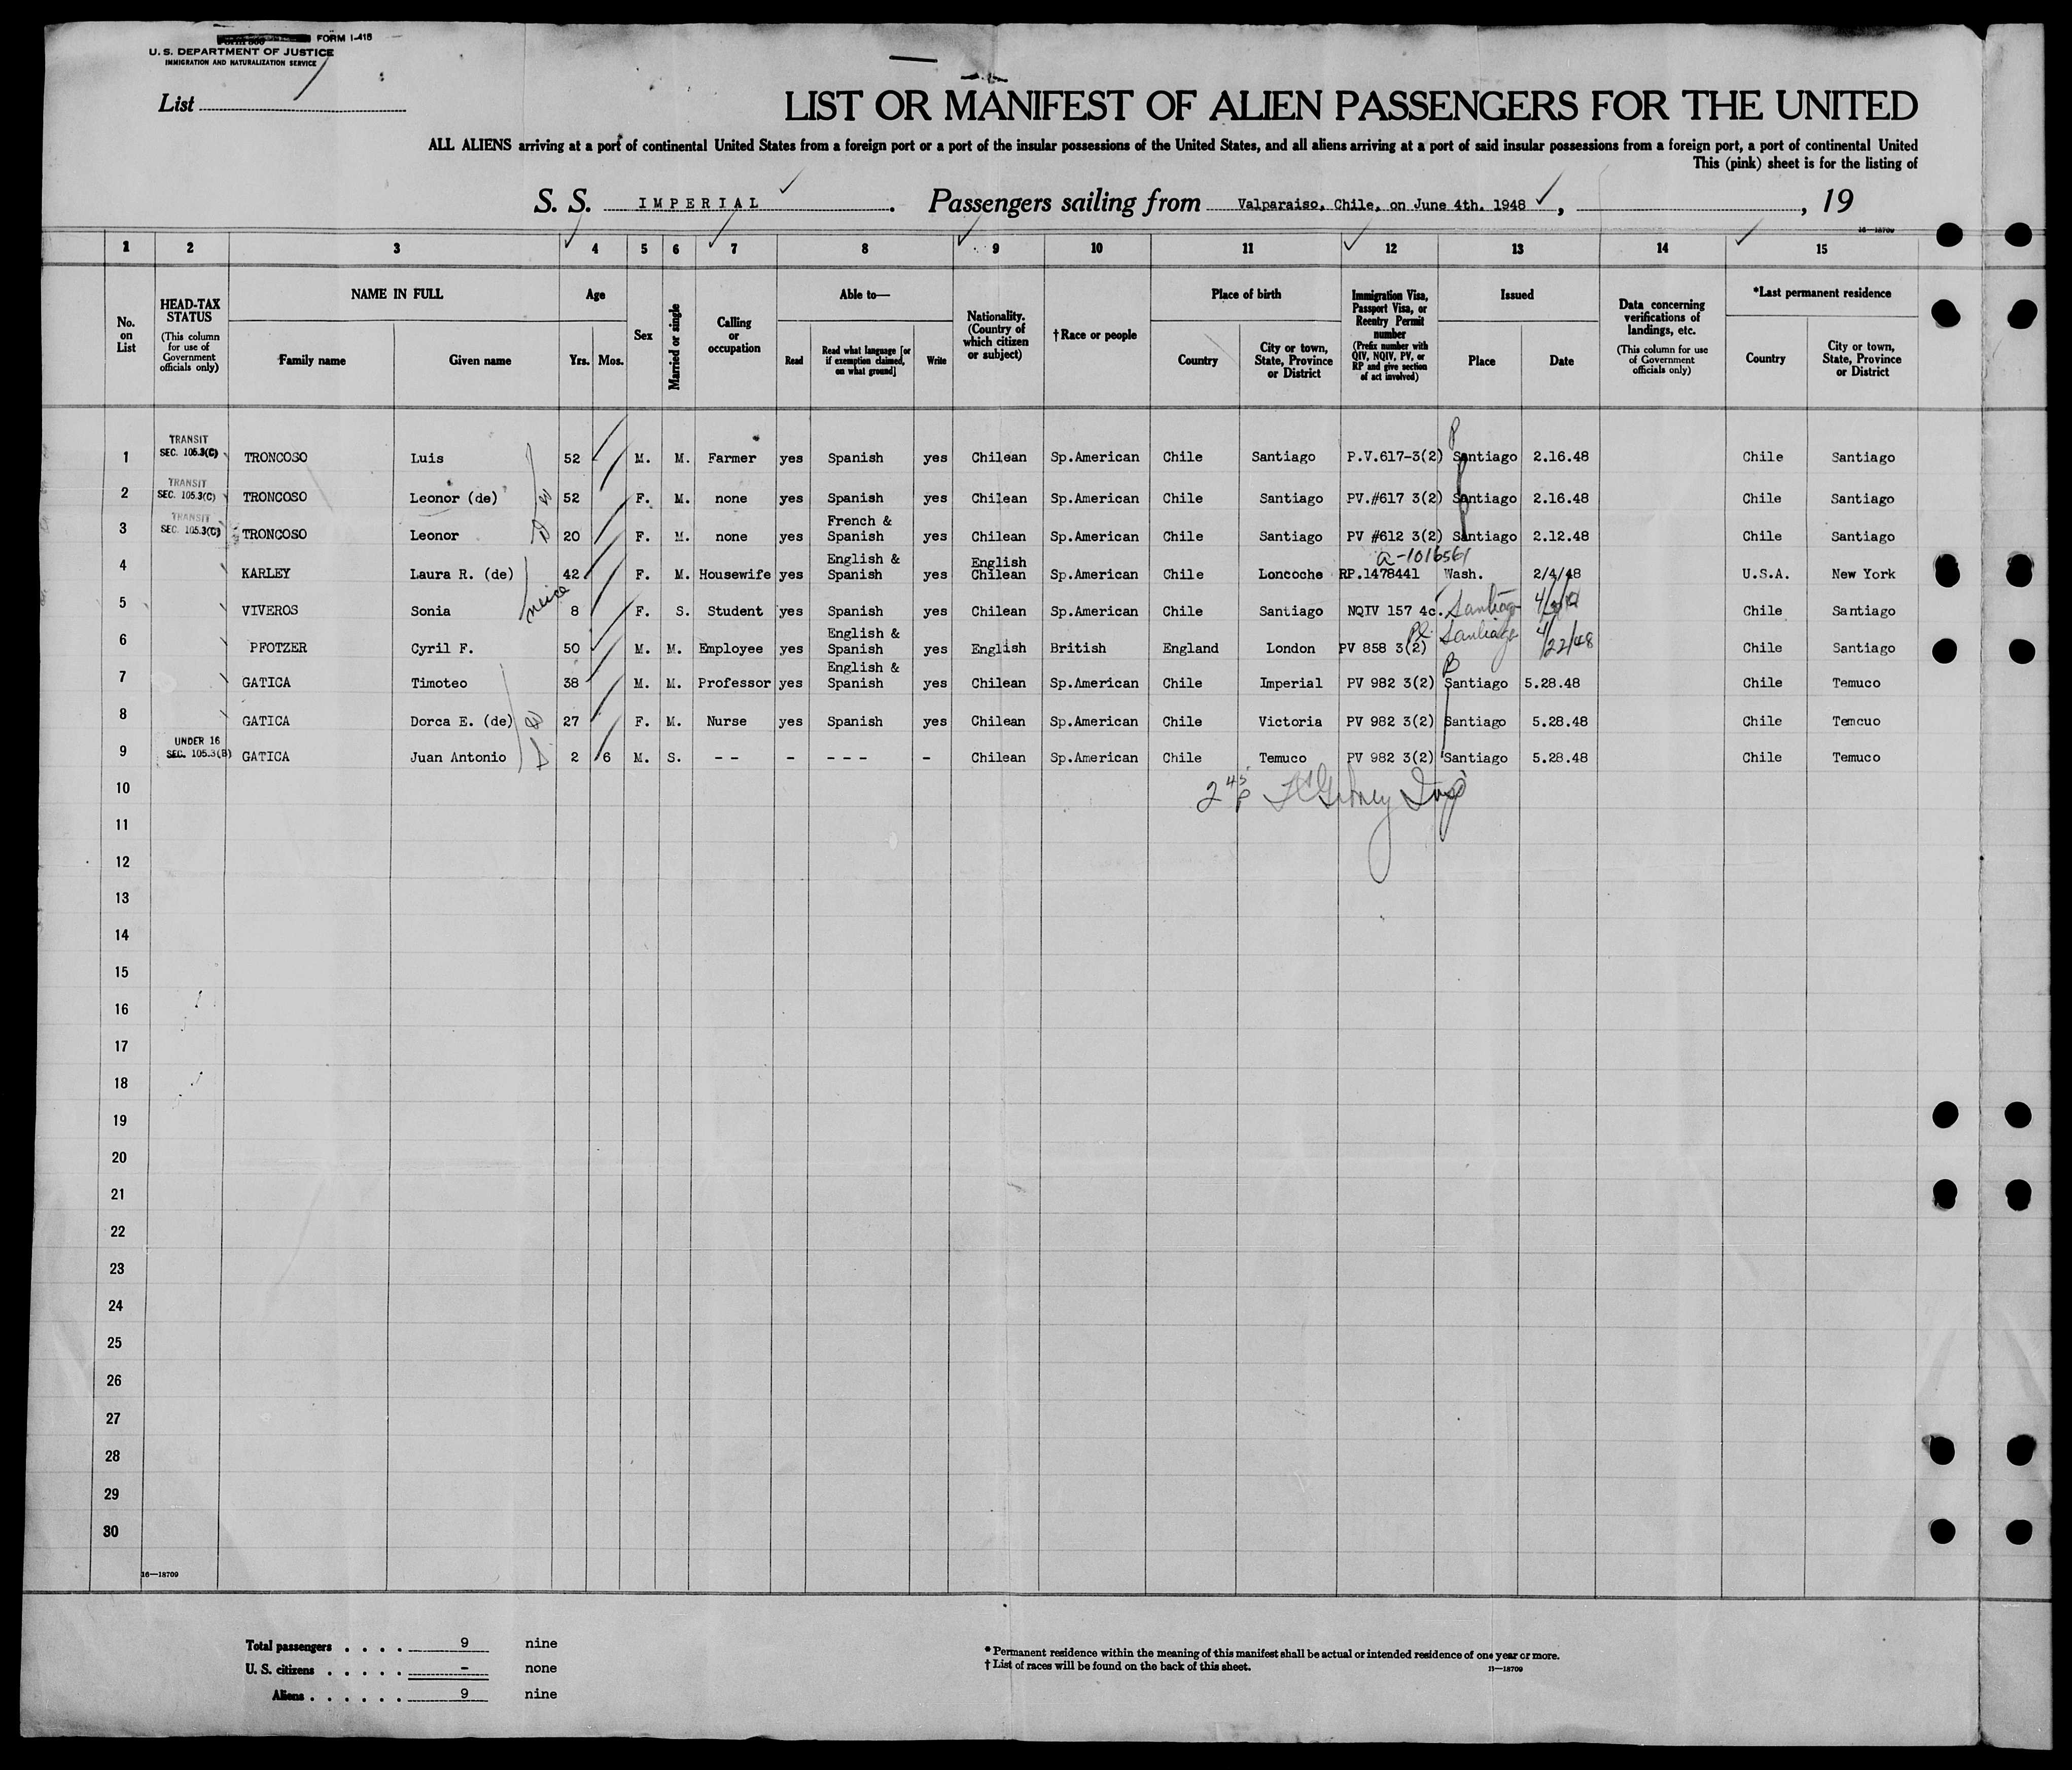 FORM I-415
U. S. DEPARTMENT OF JUSTICE
IMMIGRATION AND NATURALIZATION SERVICE
List
LIST OR MANIFEST OF ALIEN PASSENGERS FOR THE UNITED
ALL ALIENS arriving at a port of continental United States from a foreign port or a port of the insular possessions of the United States, and all aliens arriving at a port of said insular possessions from a foreign port, a port of continental United
This (pink) sheet is for the listing of
S. S. IMPERIAL. Passengers sailing from Valparaiso, Chile, on June 4th. 1948, , 19
16—18709
1 2 3 4 5 6 7 8 9 10 11 12 13 14 15
No. on List
HEAD-TAX STATUS (This column for use of Government officials only)
NAME IN FULL Family name Given name
Age Yrs. Mos.
Sex
Married or single
Calling or occupation
Able to— Read Read what language [or if exemption claimed, on what ground] Write
Nationality. (Country of which citizen or subject)
†Race or people
Place of birth Country City or town, State, Province or District
Immigration Visa, Passport Visa, or Reentry Permit number (Prefix number with QIV, NQIV, PV, or RP and give section of act involved)
Issued Place Date
Data concerning verifications of landings, etc. (This column for use of Government officials only)
*Last permanent residence Country City or town, State, Province or District
1 TRANSIT SEC. 105.3(C) TRONCOSO Luis 52 M. M. Farmer yes Spanish yes Chilean Sp.American Chile Santiago P.V.617-3(2) Santiago 2.16.48 Chile Santiago
2 TRANSIT SEC. 105.3(C) TRONCOSO Leonor (de) 52 F. M. none yes Spanish yes Chilean Sp.American Chile Santiago PV.#617 3(2) Santiago 2.16.48 Chile Santiago
3 TRANSIT SEC. 105.3(C) TRONCOSO Leonor 20 F. M. none yes French & Spanish yes Chilean Sp.American Chile Santiago PV #612 3(2) Santiago 2.12.48 Chile Santiago
a-1016561
4 KARLEY Laura R. (de) 42 F. M. Housewife yes English & Spanish yes English Chilean Sp.American Chile Loncoche RP.1478441 Wash. 2/4/48 U.S.A. New York
niece
5 VIVEROS Sonia 8 F. S. Student yes Spanish yes Chilean Sp.American Chile Santiago NQIV 157 4c. Santiago Chile Santiago
6 PFOTZER Cyril F. 50 M. M. Employee yes English & Spanish yes English British England London PV 858 3(2) Santiago 4/22/48 Chile Santiago
7 GATICA Timoteo 38 M. M. Professor yes English & Spanish yes Chilean Sp.American Chile Imperial PV 982 3(2) Santiago 5.28.48 Chile Temuco
8 GATICA Dorca E. (de) 27 F. M. Nurse yes Spanish yes Chilean Sp.American Chile Victoria PV 982 3(2) Santiago 5.28.48 Chile Temcuo
9 UNDER 16 SEC. 105.3(B) GATICA Juan Antonio 2 6 M. S. -- - --- - Chilean Sp.American Chile Temuco PV 982 3(2) Santiago 5.28.48 Chile Temuco
10
11
12
13
14
15
16
17
18
19
20
21
22
23
24
25
26
27
28
29
30
16—18709
Total passengers . . . . 9 nine
U. S. citizens . . . . . - none
Aliens . . . . . . 9 nine
* Permanent residence within the meaning of this manifest shall be actual or intended residence of one year or more.
† List of races will be found on the back of this sheet.
11—18709